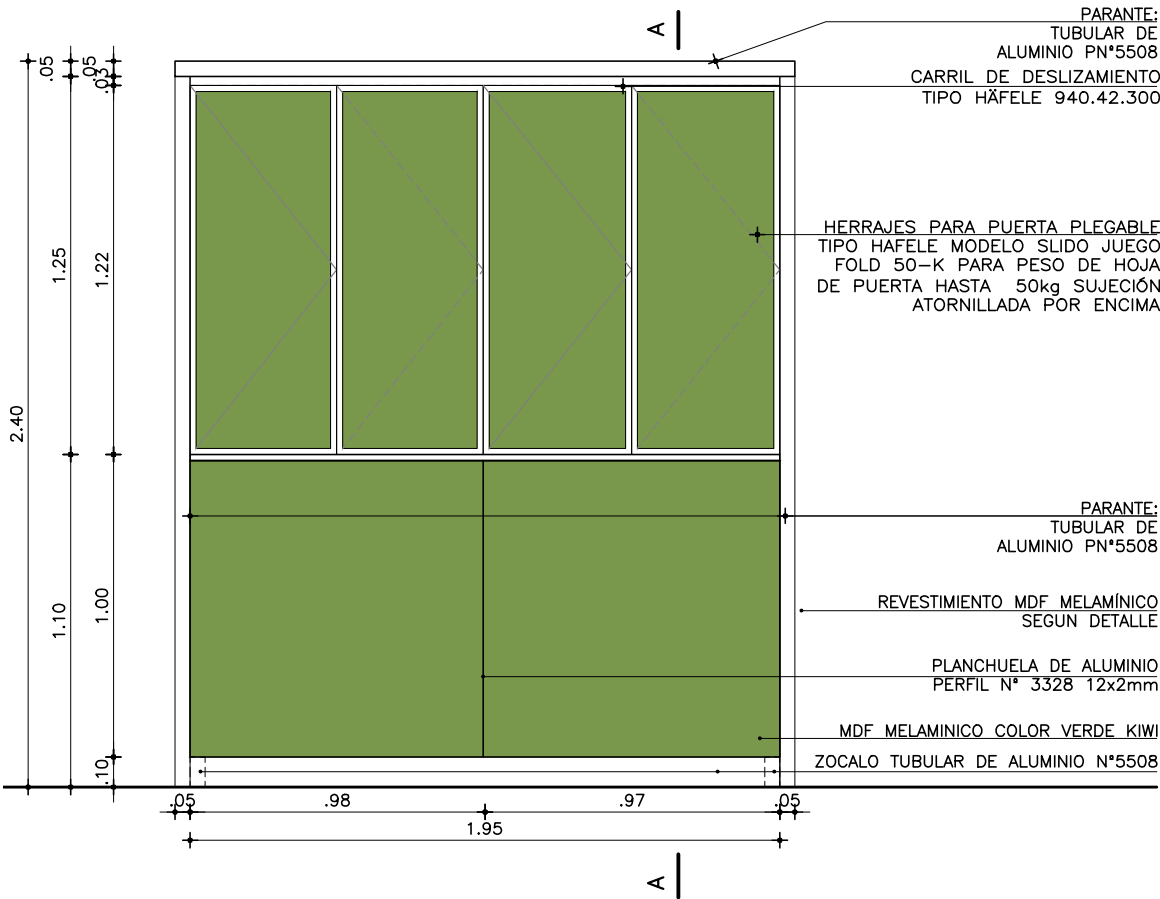 A
PARANTE:
TUBULAR DE
ALUMINIO PN°5508
CARRIL DE DESLIZAMIENTO
TIPO HÄFELE 940.42.300
HERRAJES PARA PUERTA PLEGABLE
TIPO HAFELE MODELO SLIDO JUEGO
FOLD 50-K PARA PESO DE HOJA
DE PUERTA HASTA 50kg SUJECIÓN
ATORNILLADA POR ENCIMA
PARANTE:
TUBULAR DE
ALUMINIO PN°5508
REVESTIMIENTO MDF MELAMÍNICO
SEGUN DETALLE
PLANCHUELA DE ALUMINIO
PERFIL N° 3328 12x2mm
MDF MELAMINICO COLOR VERDE KIWI
ZOCALO TUBULAR DE ALUMINIO N°5508
2.40
.05
1.25
1.10
.05
.03
1.22
1.00
.10
.05
.98
.97
.05
1.95
A